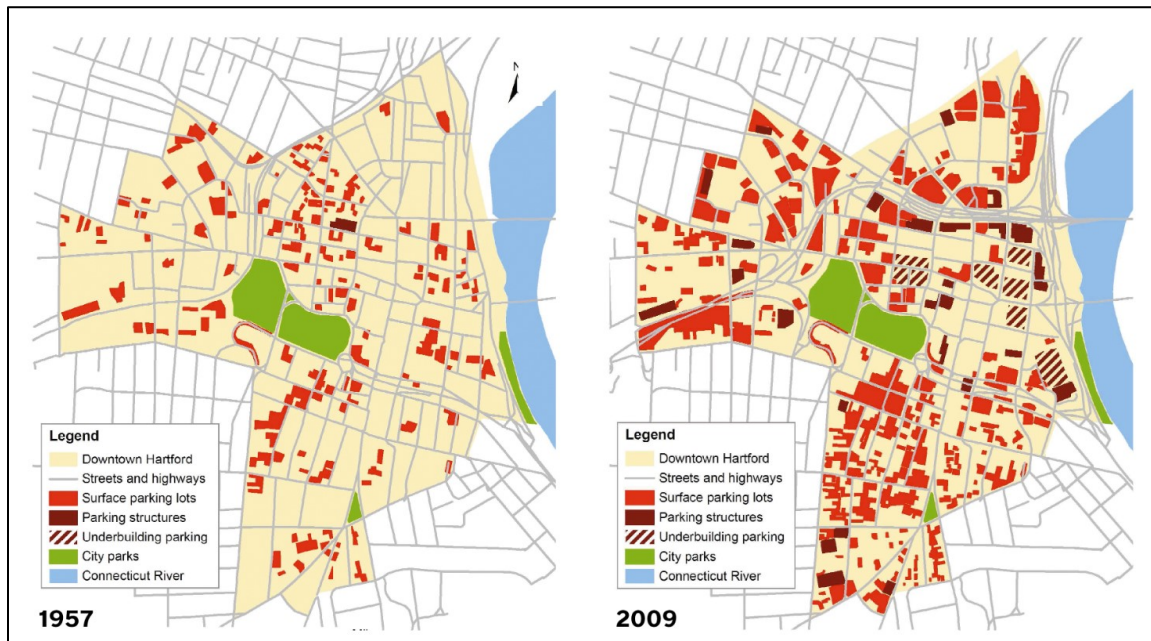 N
Legend
Downtown Hartford
Streets and highways
Surface parking lots
Parking structures
Underbuilding parking
City parks
Connecticut River
1957
Legend
Downtown Hartford
Streets and highways
Surface parking lots
Parking structures
Underbuilding parking
City parks
Connecticut River
2009